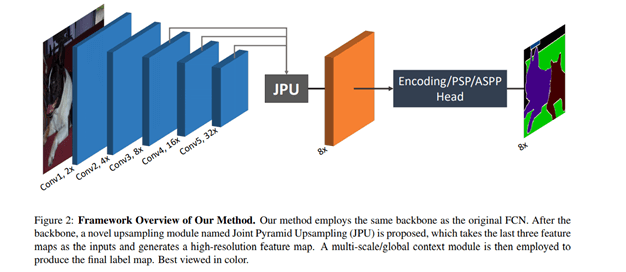 JPU
Encoding/PSP/ASPP
Head
Conv1, 2x
Conv2, 4x
Conv3, 8x
Conv4, 16x
Conv5, 32x
8x
8x
Figure 2: Framework Overview of Our Method. Our method employs the same backbone as the original FCN. After the
backbone, a novel upsampling module named Joint Pyramid Upsampling (JPU) is proposed, which takes the last three feature
maps as the inputs and generates a high-resolution feature map. A multi-scale/global context module is then employed to
produce the final label map. Best viewed in color.